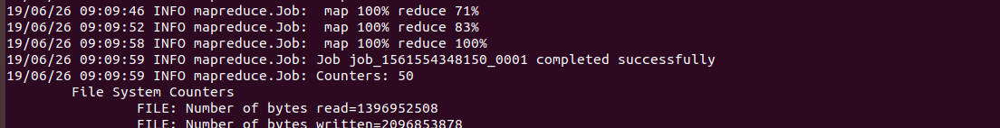 19/06/26 09:09:46 INFO mapreduce.Job:  map 100% reduce 71%
19/06/26 09:09:52 INFO mapreduce.Job:  map 100% reduce 83%
19/06/26 09:09:58 INFO mapreduce.Job:  map 100% reduce 100%
19/06/26 09:09:59 INFO mapreduce.Job: Job job_1561554348150_0001 completed successfully
19/06/26 09:09:59 INFO mapreduce.Job: Counters: 50
File System Counters
FILE: Number of bytes read=1396952508
FILE: Number of bytes written=2096853878